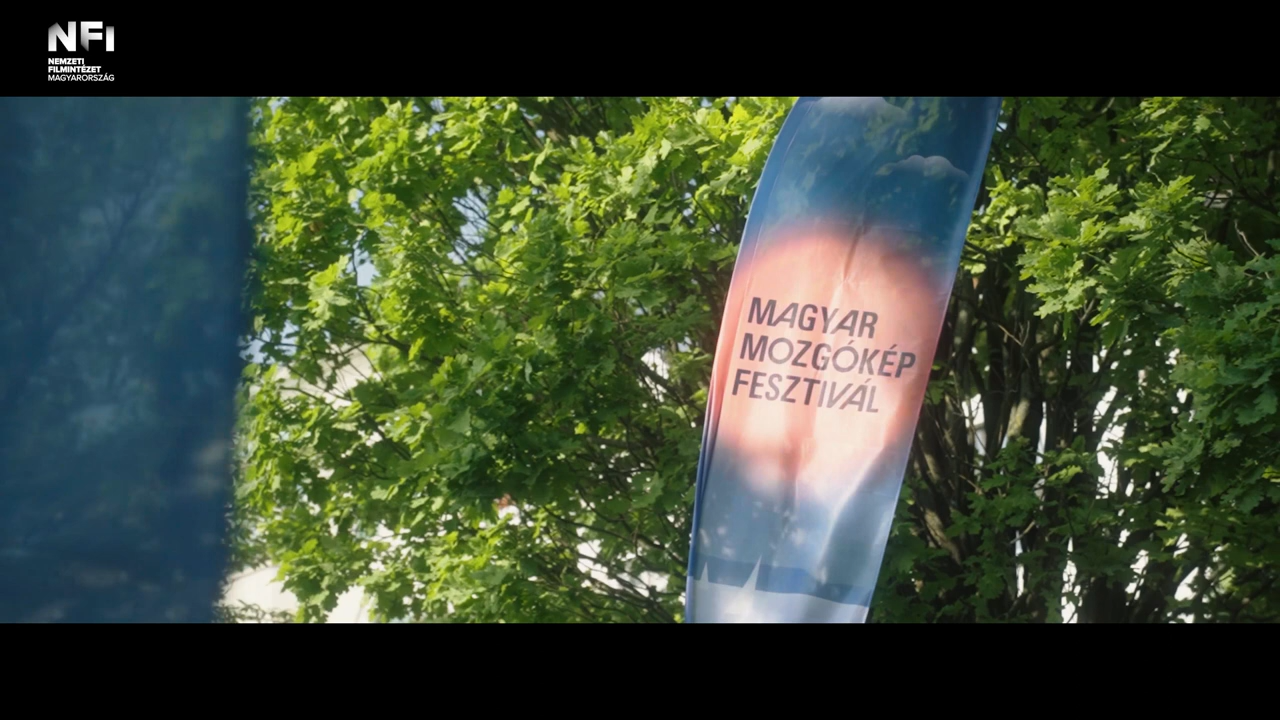 NFI
NEMZETI
FILMINTÉZET
MAGYARORSZÁG
MAGYAR
MOZGÓKÉP
FESZTIVÁL